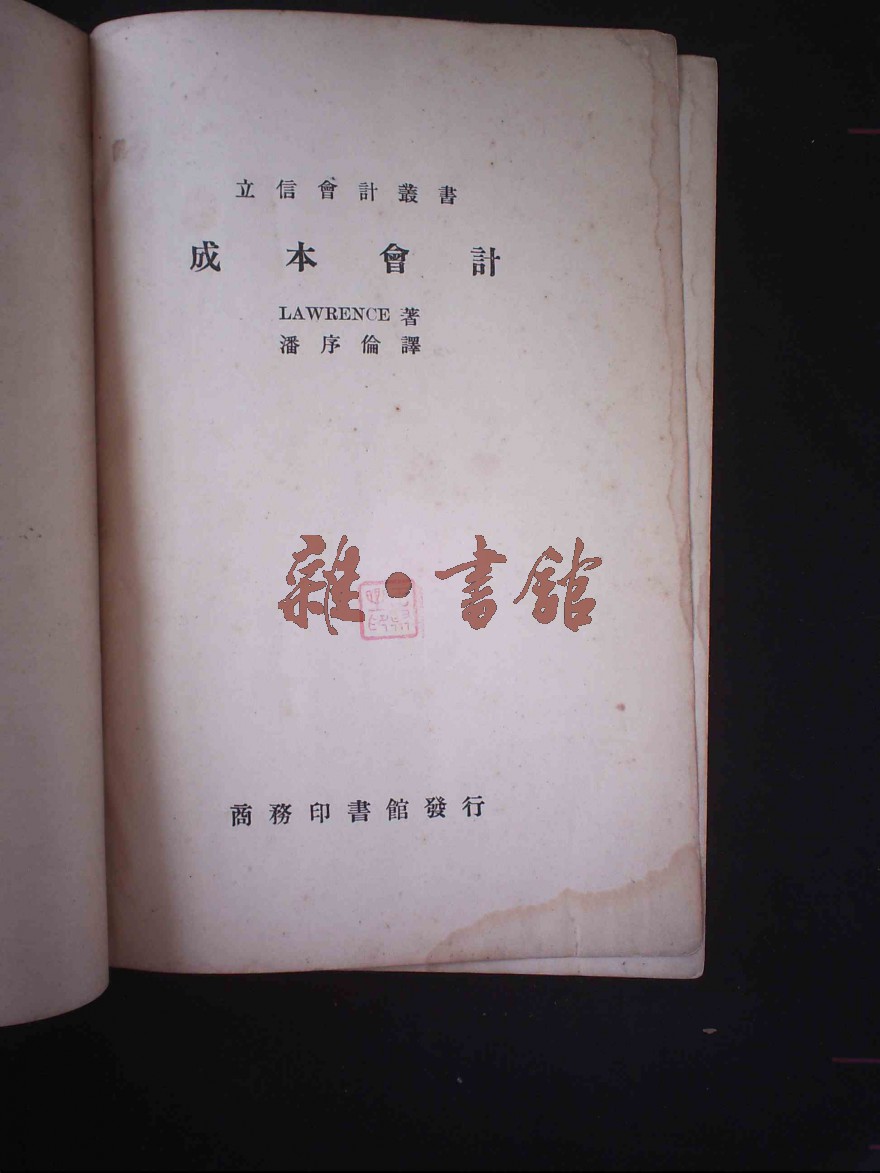 立信會計叢書
成本會計
LAWRENCE 著
潘序倫譯
雜·書館
商務印書館發行